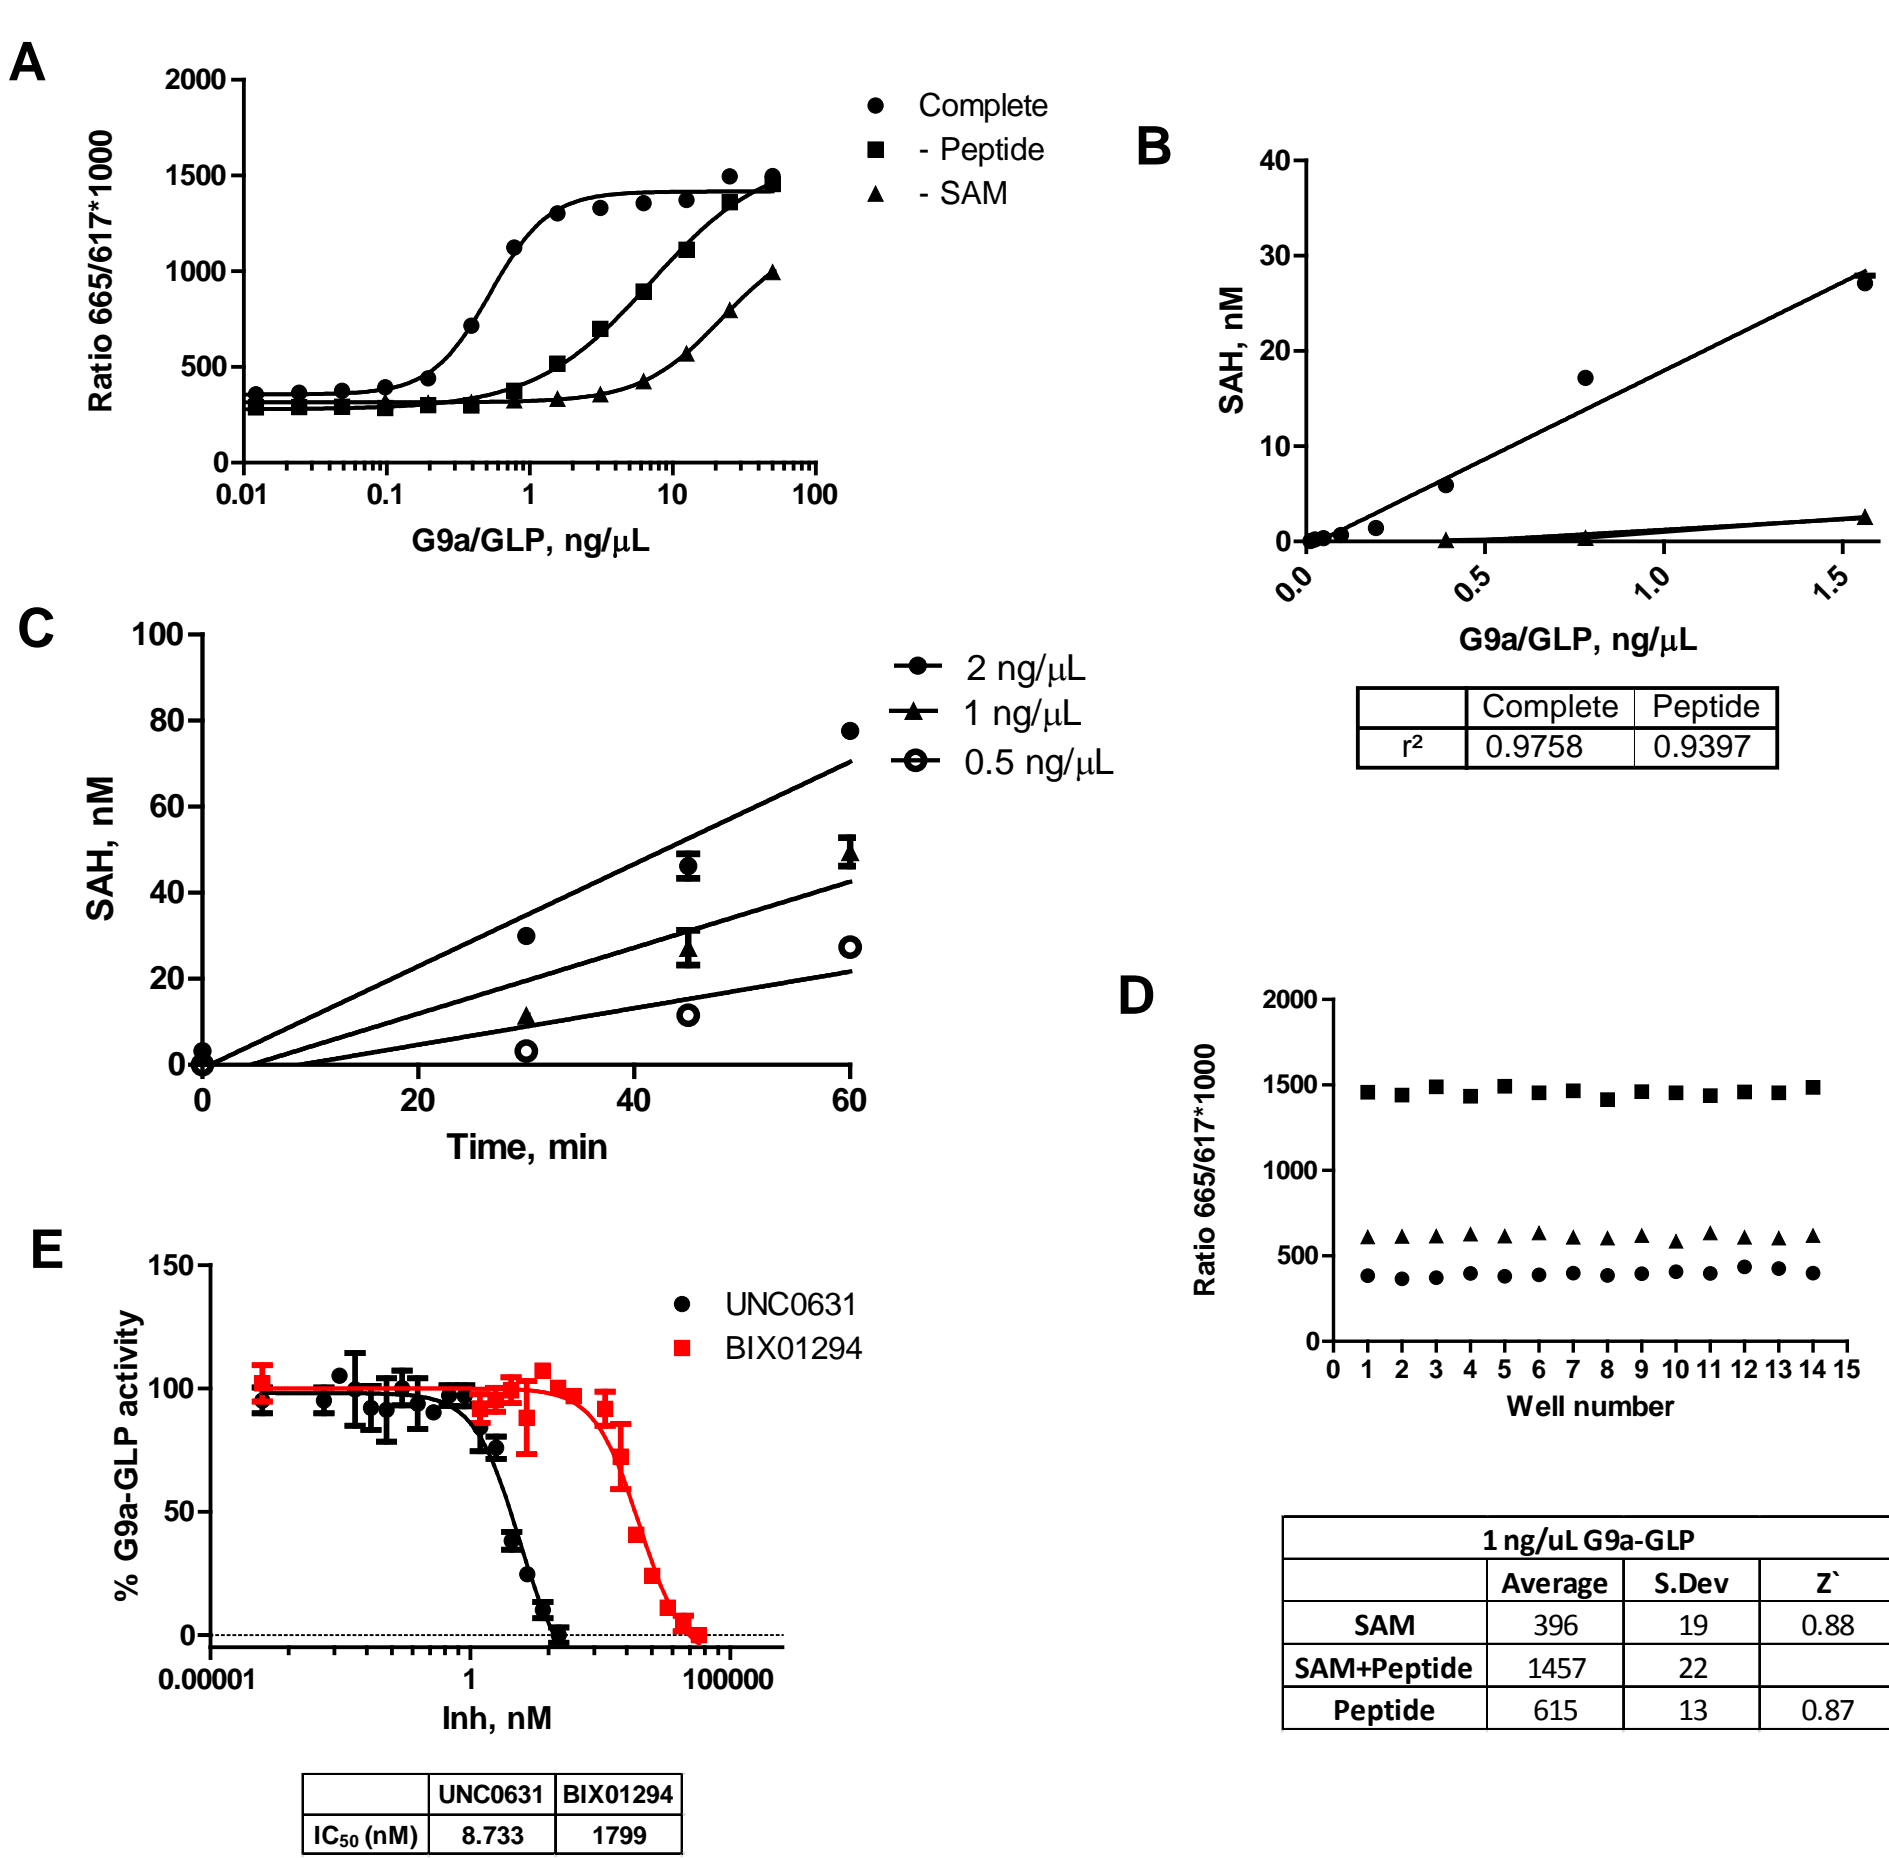 A
2000
1500
1000
500
0
0.01 0.1 1 10 100
Ratio 665/617*1000
G9a/GLP, ng/μL
Complete
- Peptide
- SAM
B
40
30
20
10
0
0.0 0.5 1.0 1.5
SAH, nM
G9a/GLP, ng/μL
Complete Peptide
r² 0.9758 0.9397
C
100
80
60
40
20
0
0 20 40 60
SAH, nM
Time, min
2 ng/μL
1 ng/μL
0.5 ng/μL
D
2000
1500
1000
500
0
0 1 2 3 4 5 6 7 8 9 10 11 12 13 14 15
Ratio 665/617*1000
Well number
1 ng/uL G9a-GLP
Average S.Dev Z`
SAM 396 19 0.88
SAM+Peptide 1457 22
Peptide 615 13 0.87
E
150
100
50
0
0.00001 1 100000
% G9a-GLP activity
Inh, nM
UNC0631
BIX01294
UNC0631 BIX01294
IC₅₀ (nM) 8.733 1799